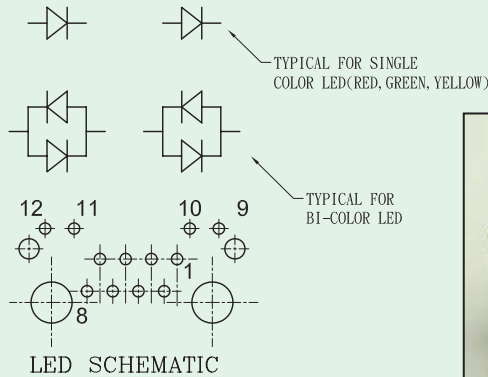 TYPICAL FOR SINGLE
COLOR LED(RED, GREEN, YELLOW)
TYPICAL FOR
BI-COLOR LED
12 11 10 9
1
8
LED SCHEMATIC